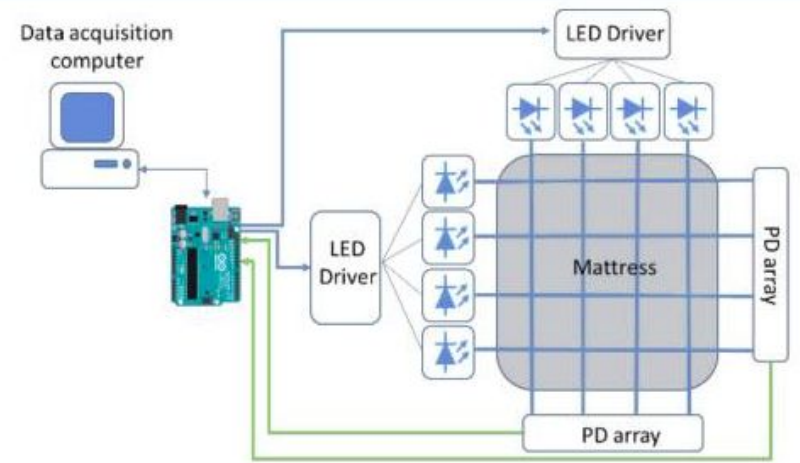 Data acquisition
computer
LED Driver
LED
Driver
Mattress
PD array
PD array